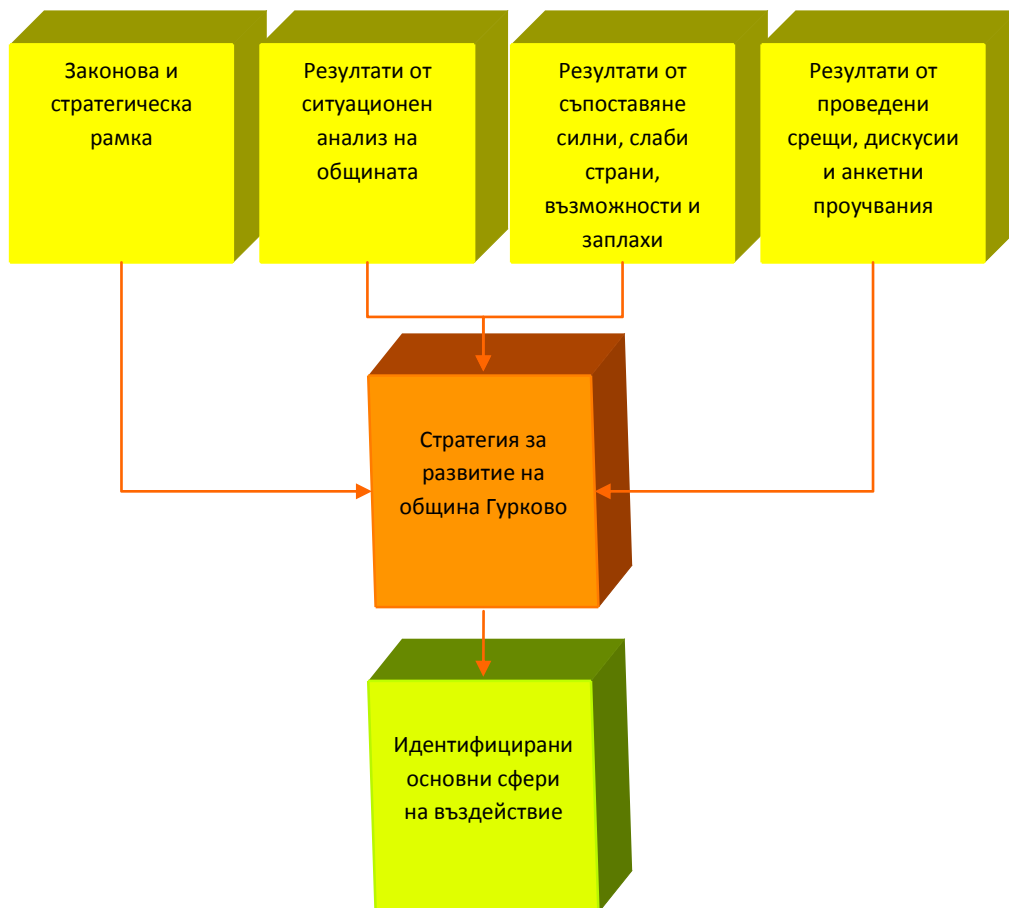 Законова и
стратегическа
рамка
Резултати от
ситуационен
анализ на
общината
Резултати от
съпоставяне
силни, слаби
страни,
възможности и
заплахи
Резултати от
проведени
срещи, дискусии
и анкетни
проучвания
Стратегия за
развитие на
община Гурково
Идентифицирани
основни сфери
на въздействие